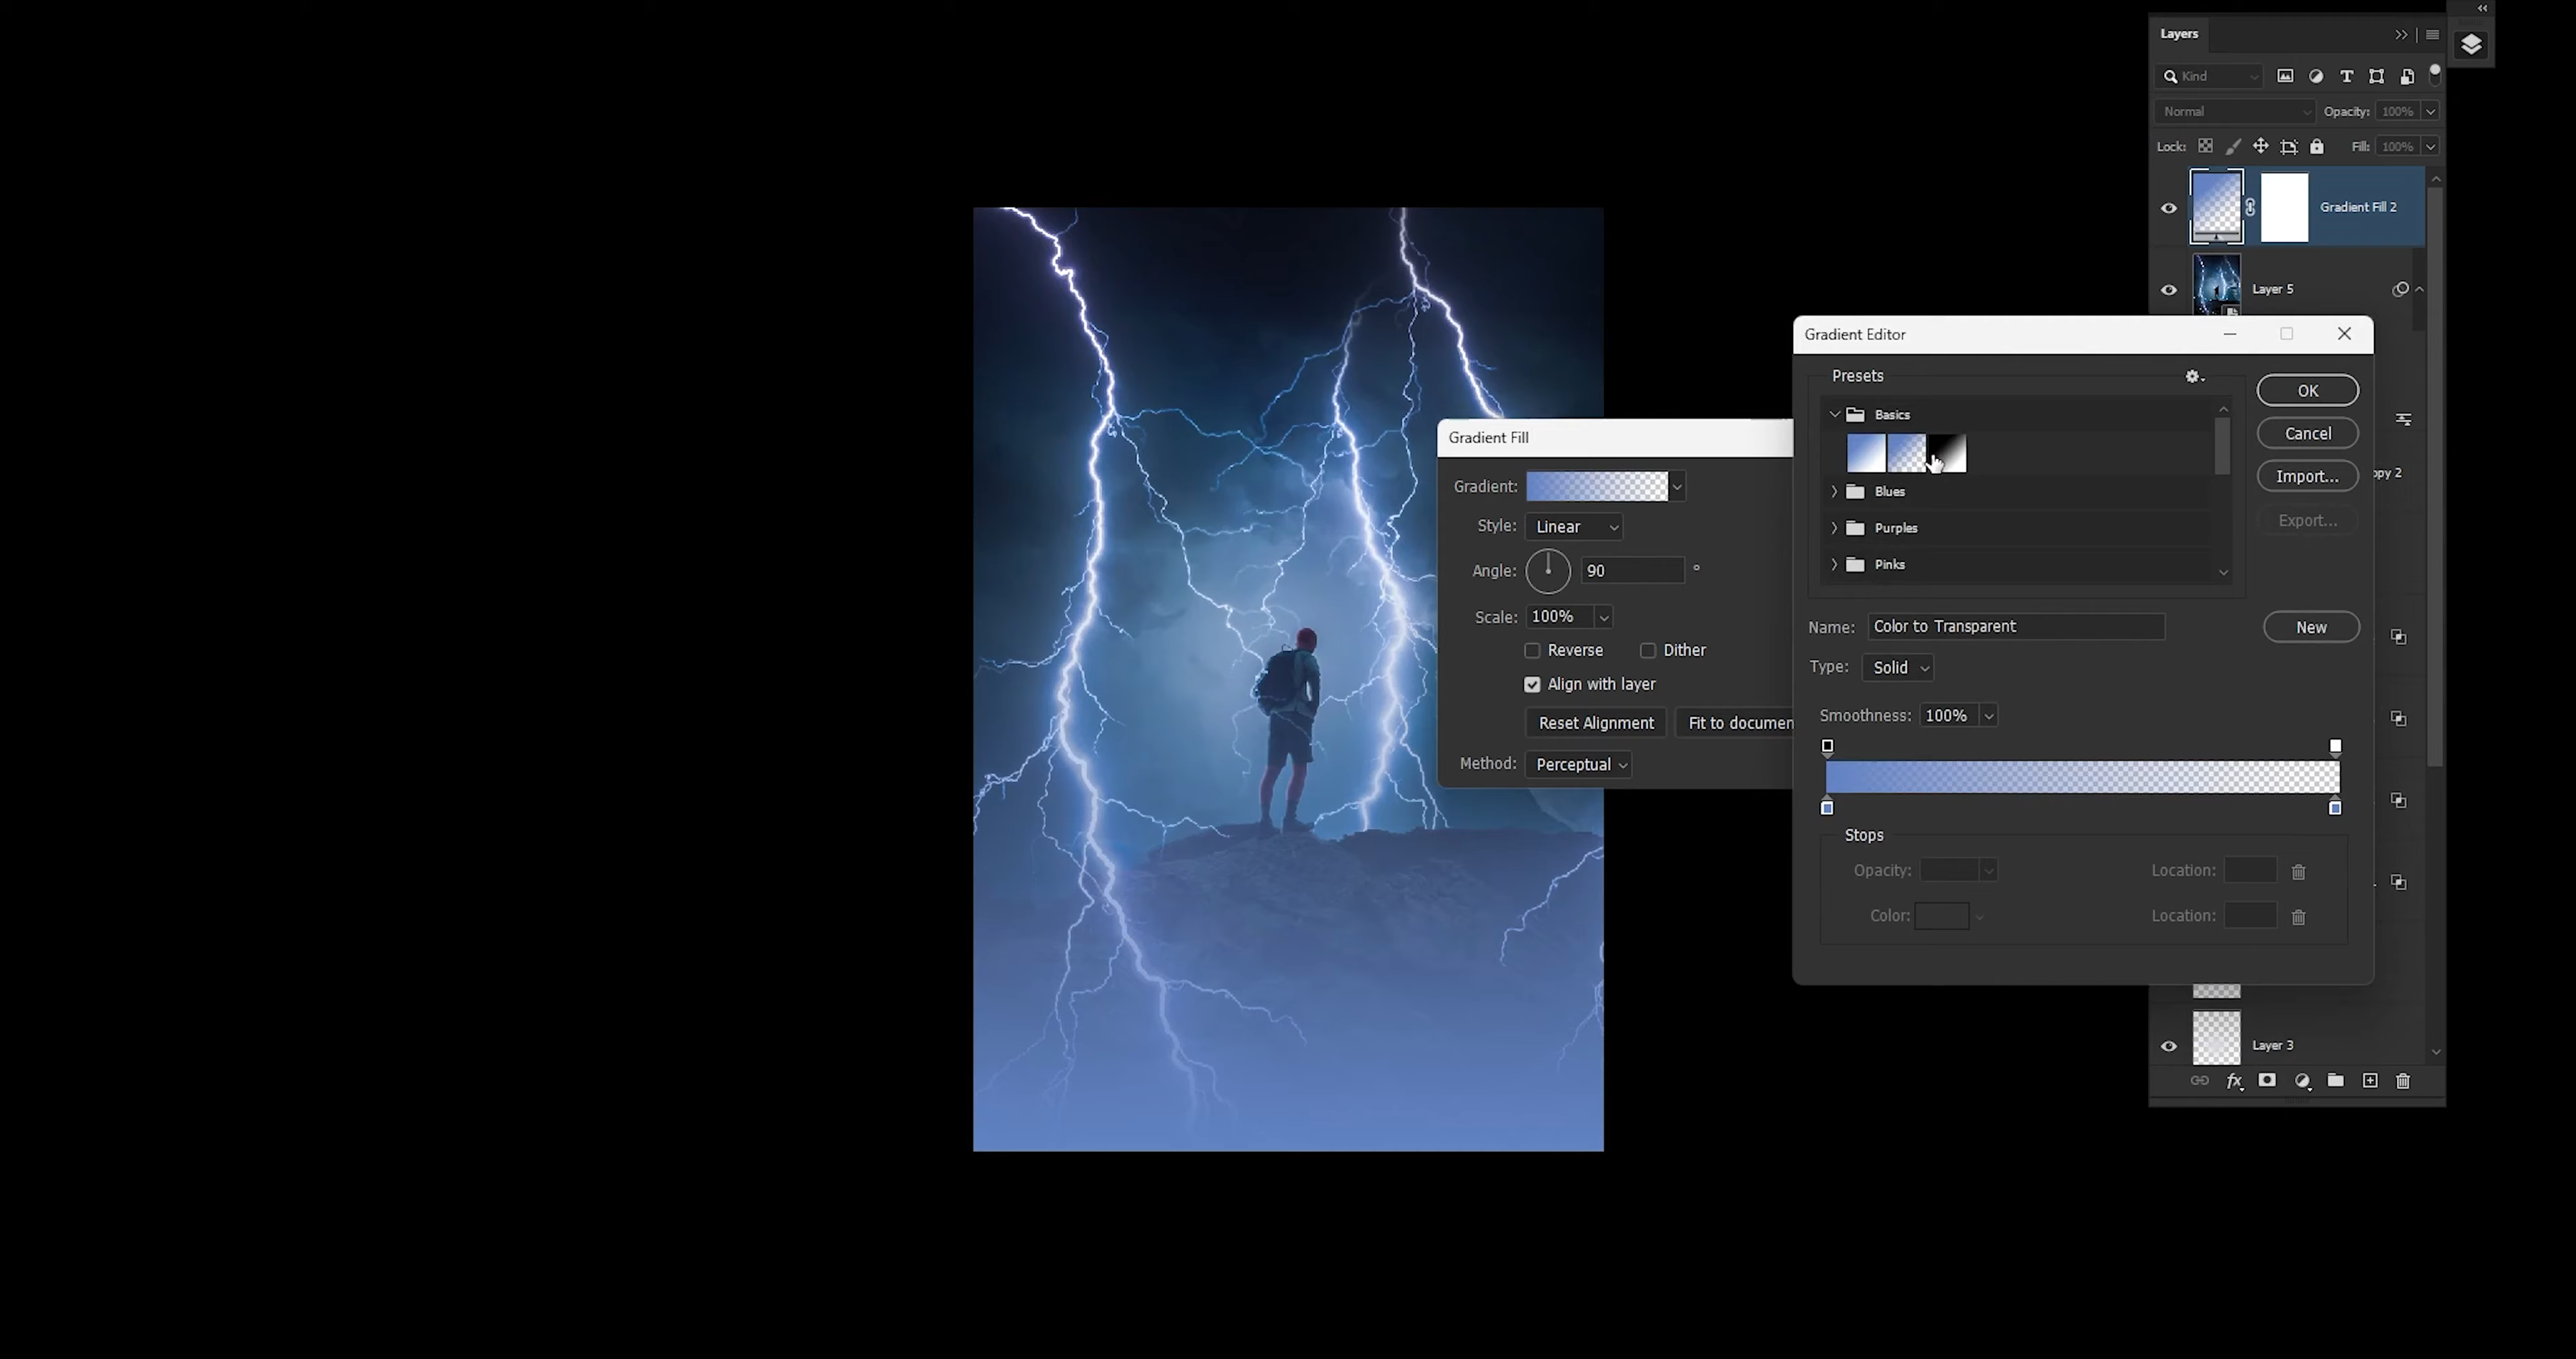 Layers
Kind
Normal
Opacity: 100%
Lock:
Fill: 100%
Gradient Fill 2
Layer 5
Gradient Editor
Presets
OK
Basics
Cancel
Gradient Fill
Import...
py 2
Gradient:
Blues
Style: Linear
Purples
Export...
Angle: 90 °
Pinks
Scale: 100%
Name: Color to Transparent
New
Reverse
Dither
Type: Solid
Align with layer
Smoothness: 100%
Reset Alignment
Fit to documen
Method: Perceptual
Stops
Opacity:
Location:
Color:
Location:
Layer 3
fx